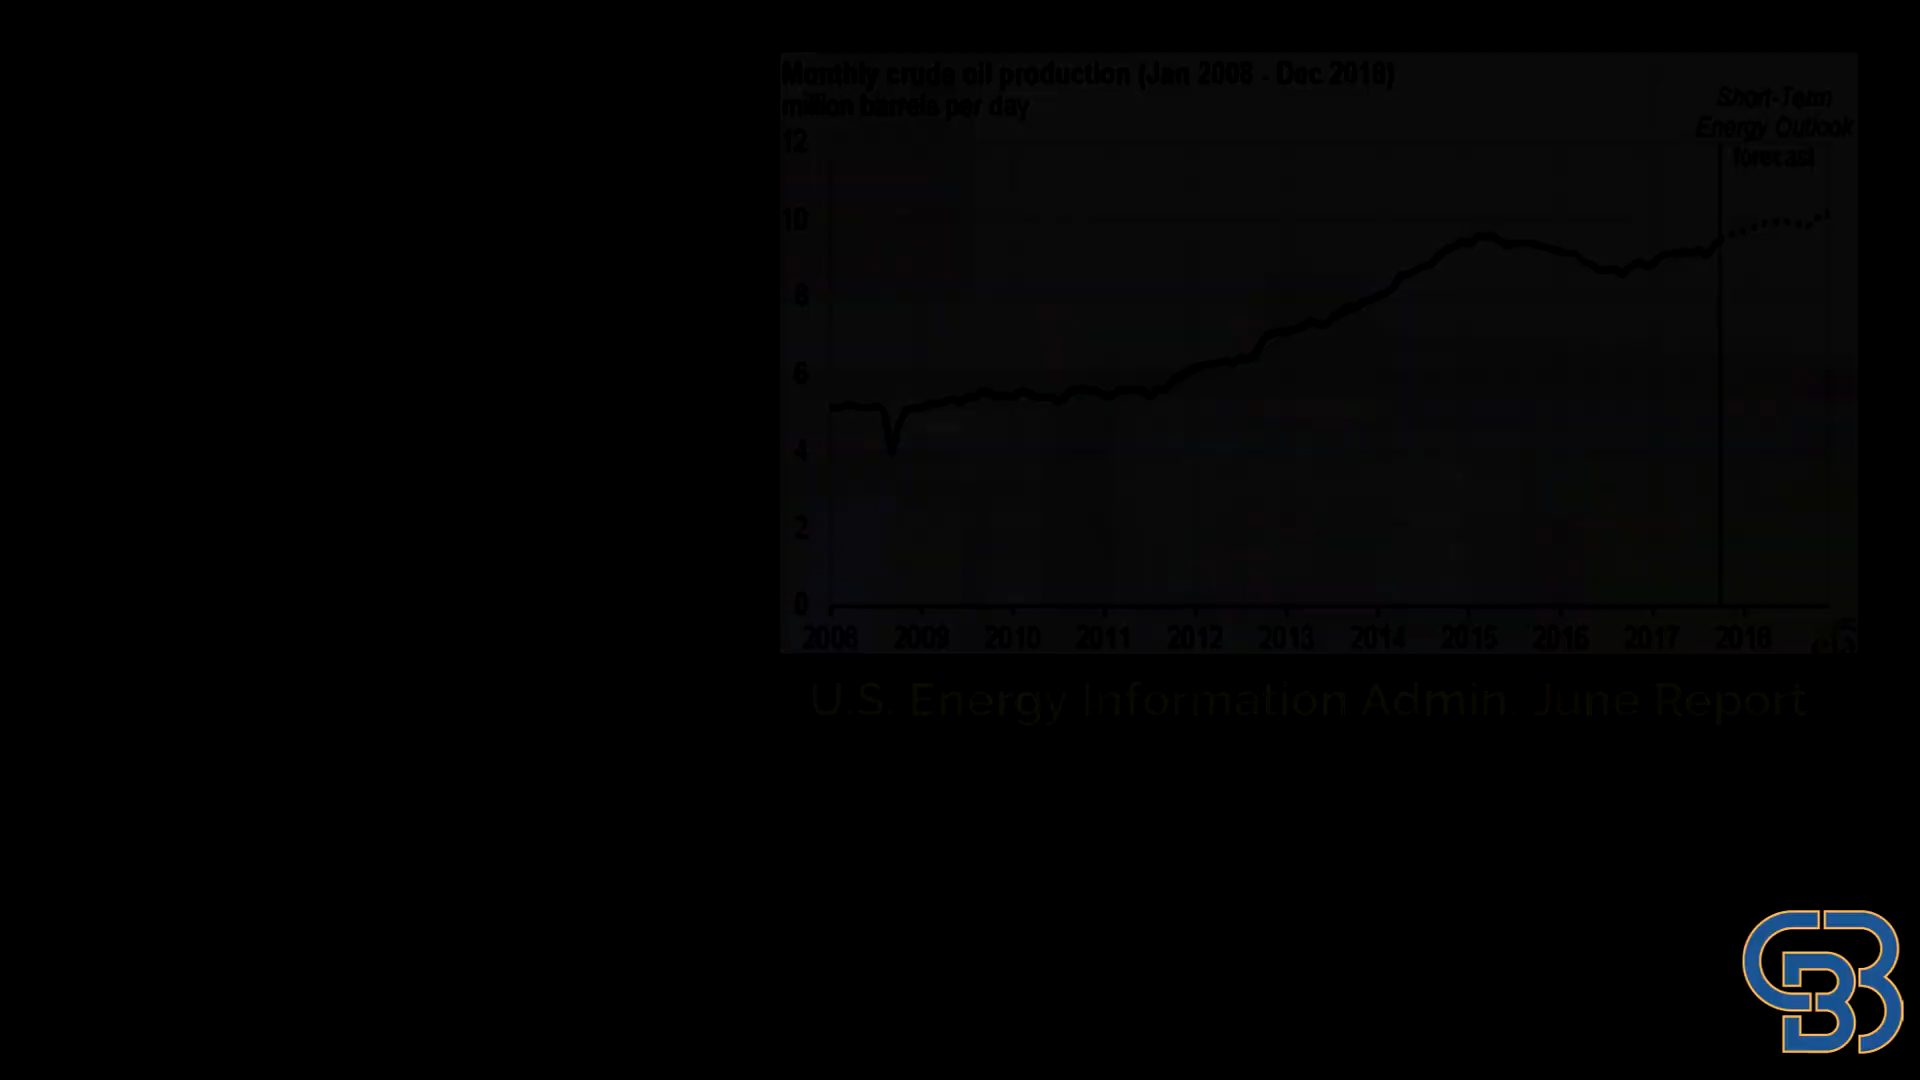 Monthly crude oil production (Jan 2008 - Dec 2018)
million barrels per day
Short-Term
Energy Outlook
forecast
12
10
8
6
4
2
0
2008 2009 2010 2011 2012 2013 2014 2015 2016 2017 2018
U.S. Energy Information Admin. June Report